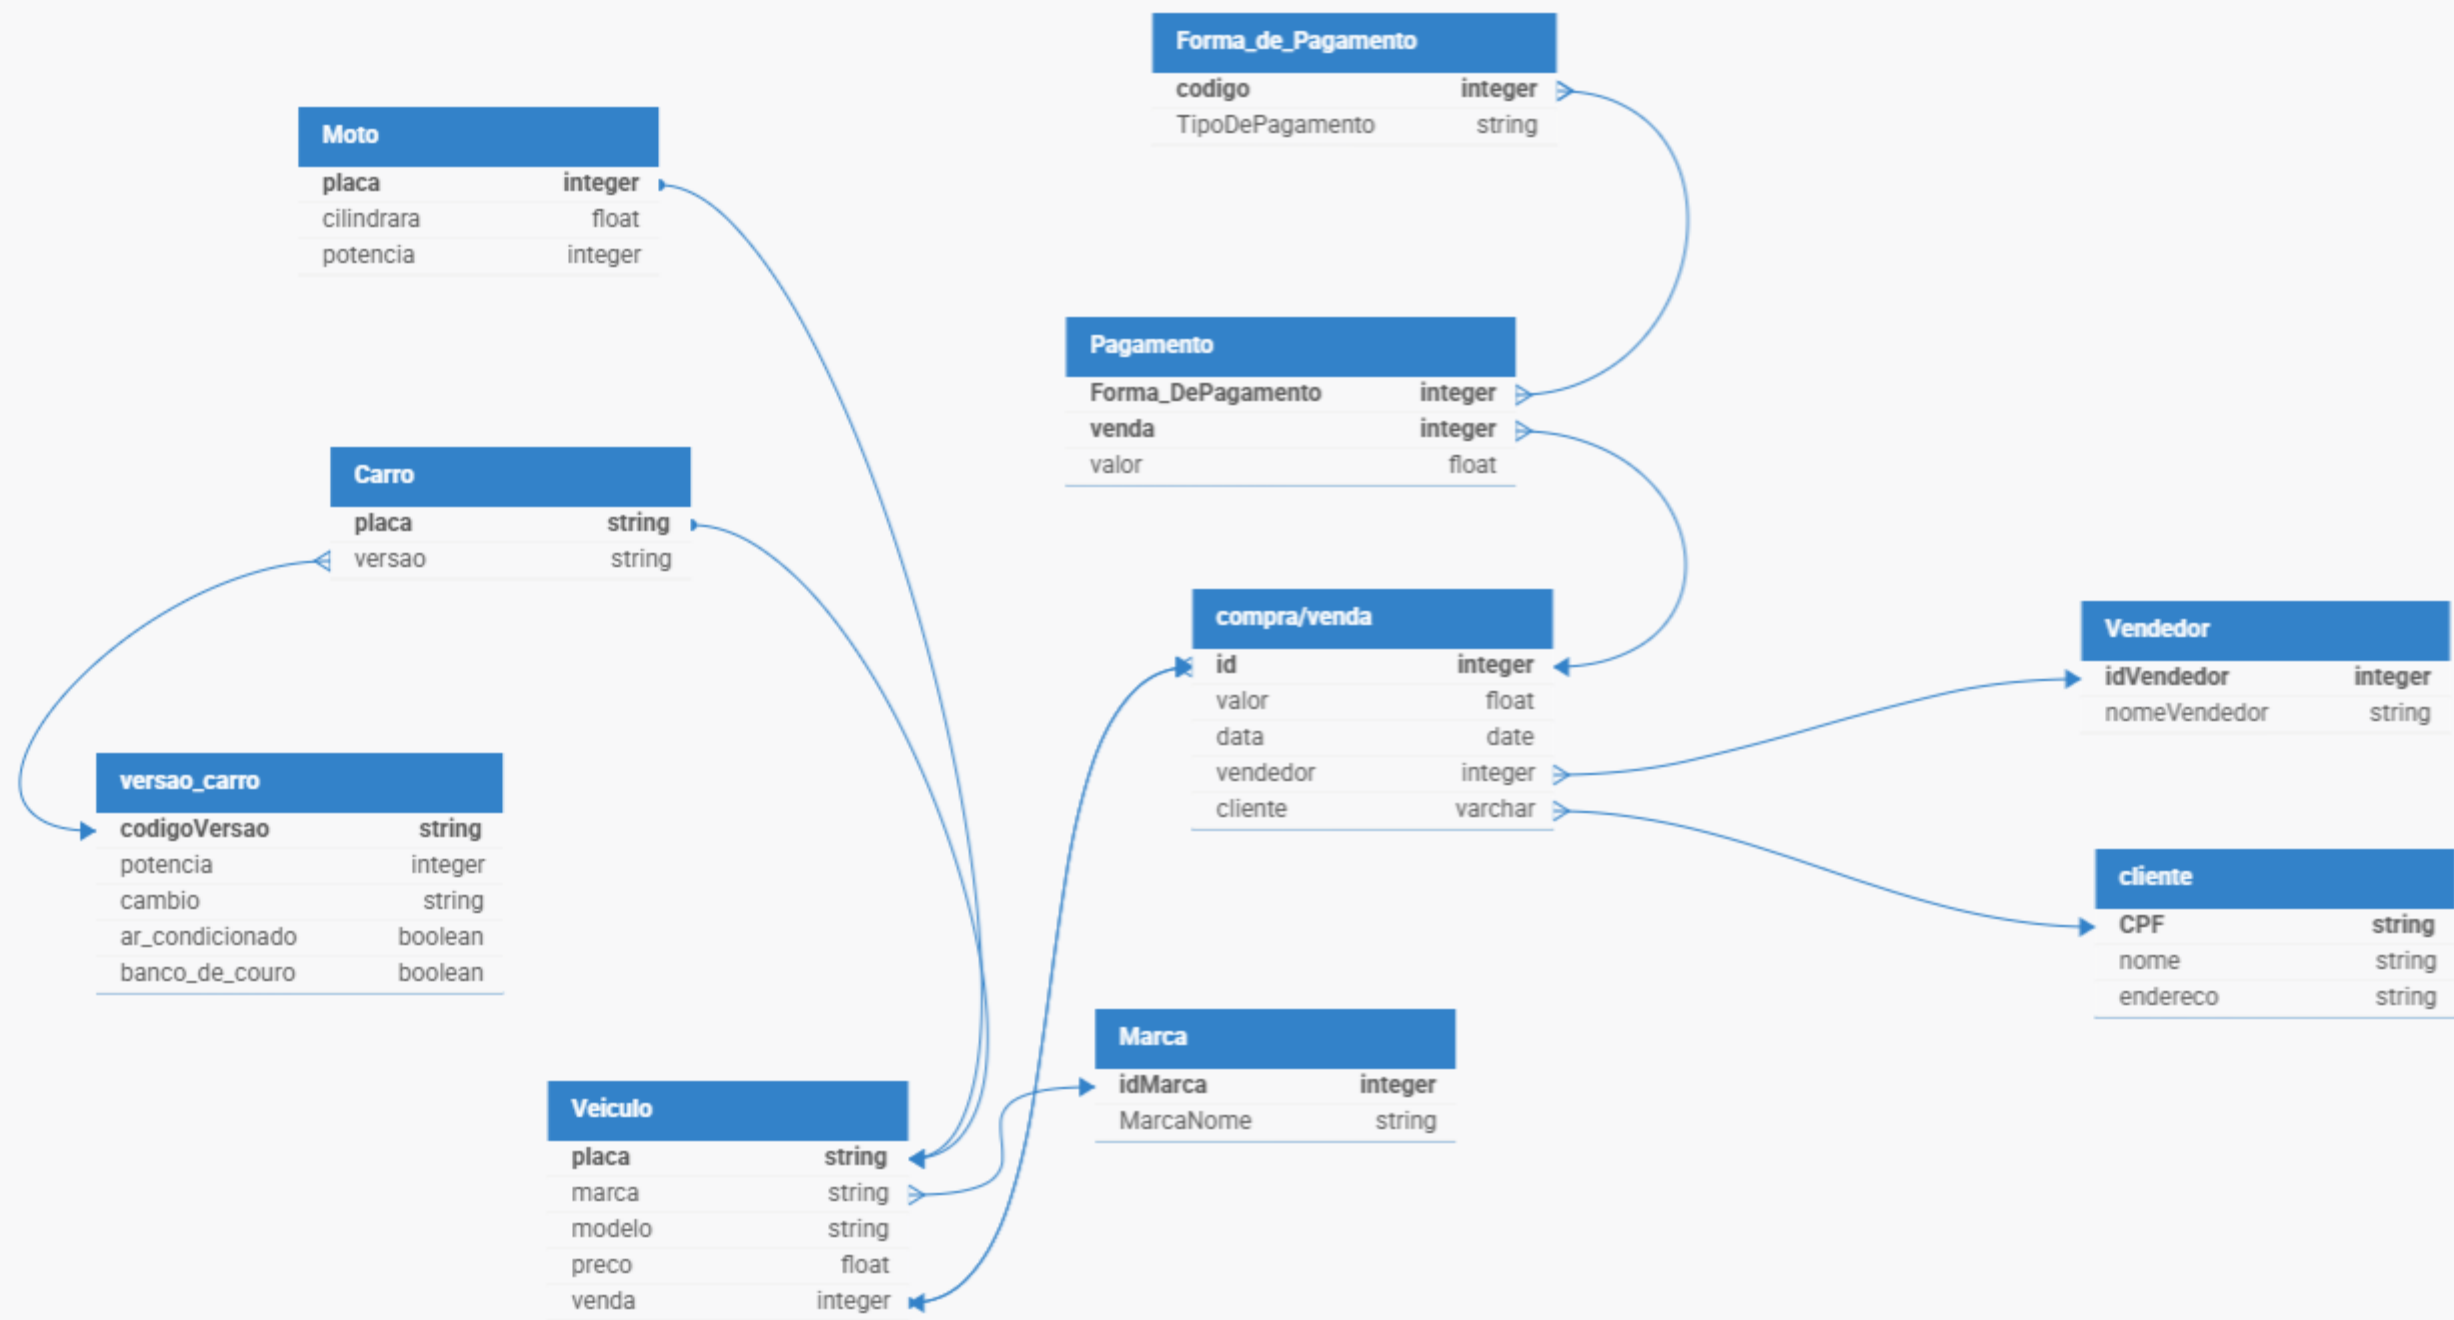 Forma_de_Pagamento
codigo integer
TipoDePagamento string
Moto
placa integer
cilindrara float
potencia integer
Pagamento
Forma_DePagamento integer
venda integer
valor float
Carro
placa string
versao string
compra/venda
id integer
valor float
data date
vendedor integer
cliente varchar
Vendedor
idVendedor integer
nomeVendedor string
versao_carro
codigoVersao string
potencia integer
cambio string
ar_condicionado boolean
banco_de_couro boolean
cliente
CPF string
nome string
endereco string
Marca
idMarca integer
MarcaNome string
Veiculo
placa string
marca string
modelo string
preco float
venda integer